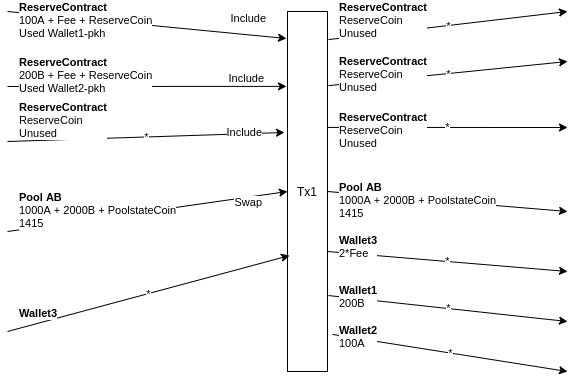 ReserveContract
100A + Fee + ReserveCoin
Used Wallet1-pkh
Include
ReserveContract
200B + Fee + ReserveCoin
Used Wallet2-pkh
Include
ReserveContract
ReserveCoin
Unused
*
Include
Pool AB
1000A + 2000B + PoolstateCoin
1415
Swap
Wallet3
*
Tx1
ReserveContract
ReserveCoin
Unused
*
ReserveContract
ReserveCoin
Unused
*
ReserveContract
ReserveCoin
Unused
*
Pool AB
1000A + 2000B + PoolstateCoin
1415
Wallet3
2*Fee
*
Wallet1
200B
*
Wallet2
100A
*